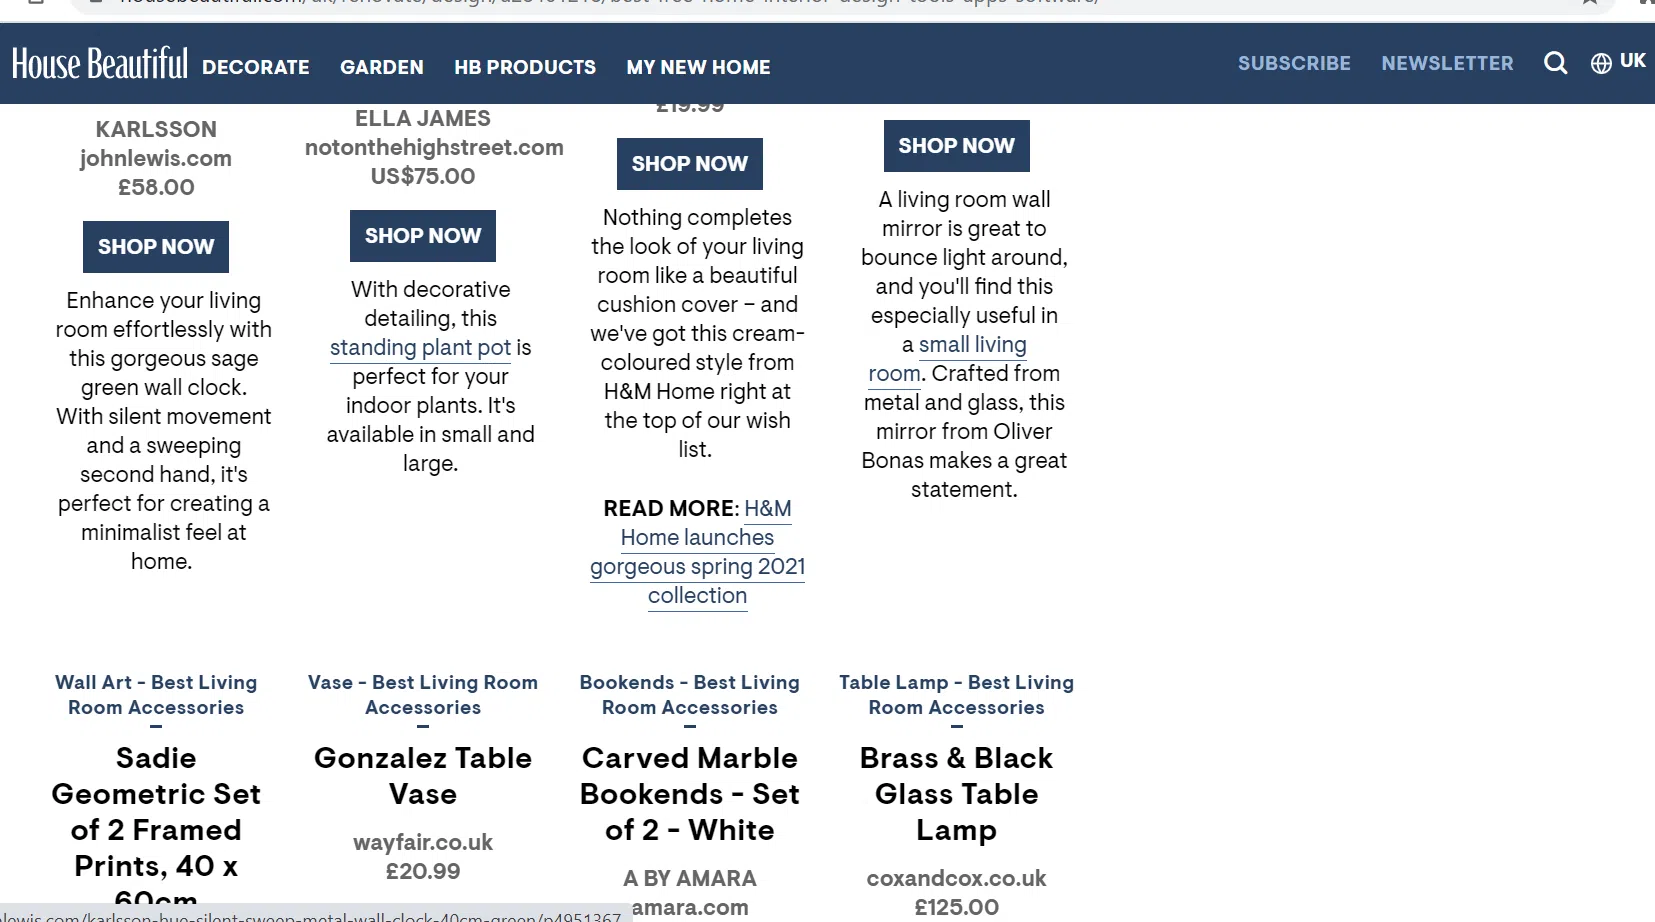 House Beautiful DECORATE GARDEN HB PRODUCTS MY NEW HOME SUBSCRIBE NEWSLETTER UK
KARLSSON
johnlewis.com
£58.00
SHOP NOW
Enhance your living
room effortlessly with
this gorgeous sage
green wall clock.
With silent movement
and a sweeping
second hand, it's
perfect for creating a
minimalist feel at
home.
ELLA JAMES
notonthehighstreet.com
US$75.00
SHOP NOW
With decorative
detailing, this
standing plant pot is
perfect for your
indoor plants. It's
available in small and
large.
£19.99
SHOP NOW
Nothing completes
the look of your living
room like a beautiful
cushion cover – and
we've got this cream-
coloured style from
H&M Home right at
the top of our wish
list.
READ MORE: H&M
Home launches
gorgeous spring 2021
collection
SHOP NOW
A living room wall
mirror is great to
bounce light around,
and you'll find this
especially useful in
a small living
room. Crafted from
metal and glass, this
mirror from Oliver
Bonas makes a great
statement.
Wall Art - Best Living
Room Accessories
Sadie
Geometric Set
of 2 Framed
Prints, 40 x
60cm
Vase - Best Living Room
Accessories
Gonzalez Table
Vase
wayfair.co.uk
£20.99
Bookends - Best Living
Room Accessories
Carved Marble
Bookends - Set
of 2 - White
A BY AMARA
amara.com
Table Lamp - Best Living
Room Accessories
Brass & Black
Glass Table
Lamp
coxandcox.co.uk
£125.00
lewis.com/karlsson-hue-silent-sweep-metal-wall-clock-40cm-green/p4951367